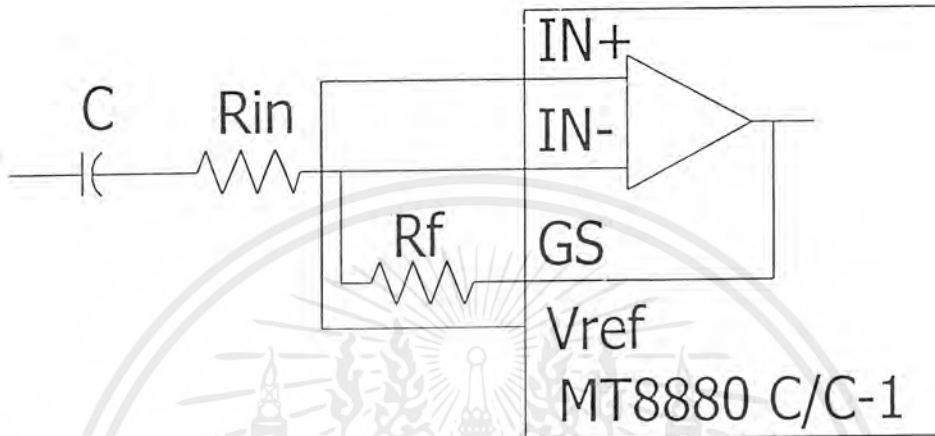 IN+
C
Rin
IN-
Rf
GS
Vref
MT8880 C/C-1